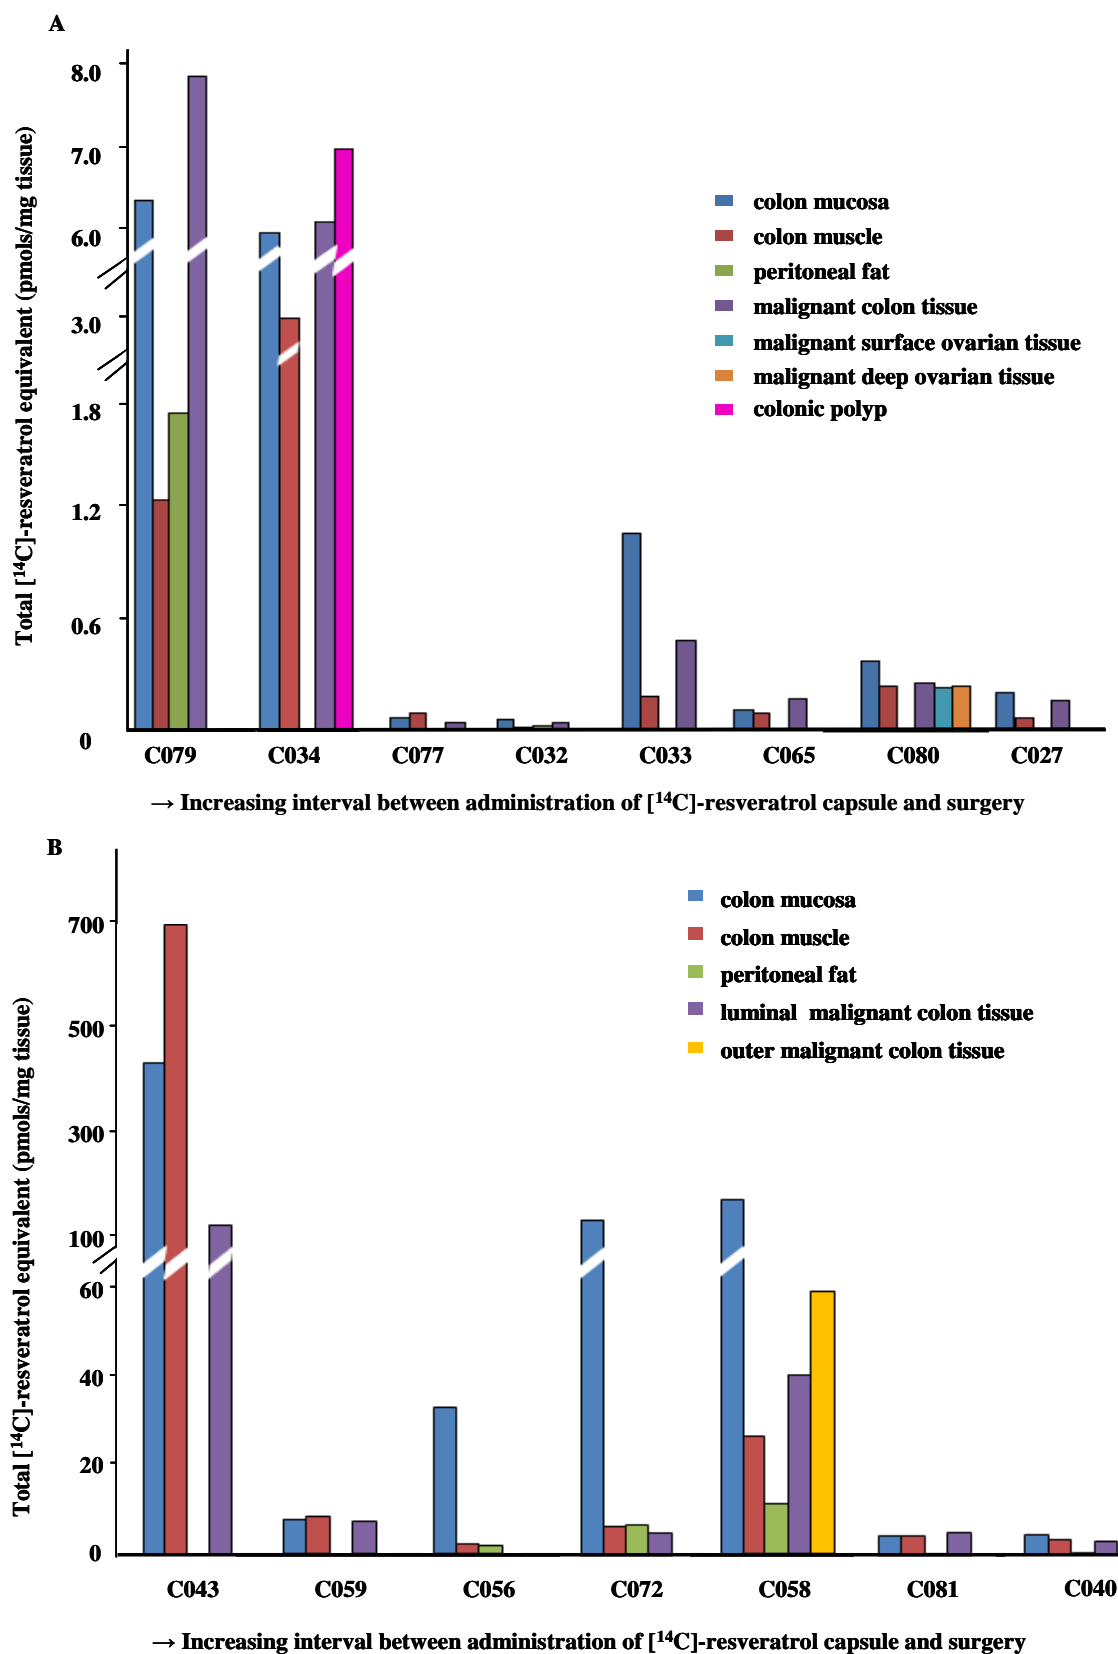 A
Total [14C]-resveratrol equivalent (pmols/mg tissue)
8.0
7.0
6.0
3.0
1.8
1.2
0.6
0
colon mucosa
colon muscle
peritoneal fat
malignant colon tissue
malignant surface ovarian tissue
malignant deep ovarian tissue
colonic polyp
C079 C034 C077 C032 C033 C065 C080 C027
→ Increasing interval between administration of [14C]-resveratrol capsule and surgery
B
Total [14C]-resveratrol equivalent (pmols/mg tissue)
700
500
300
100
60
40
20
0
colon mucosa
colon muscle
peritoneal fat
luminal malignant colon tissue
outer malignant colon tissue
C043 C059 C056 C072 C058 C081 C040
→ Increasing interval between administration of [14C]-resveratrol capsule and surgery